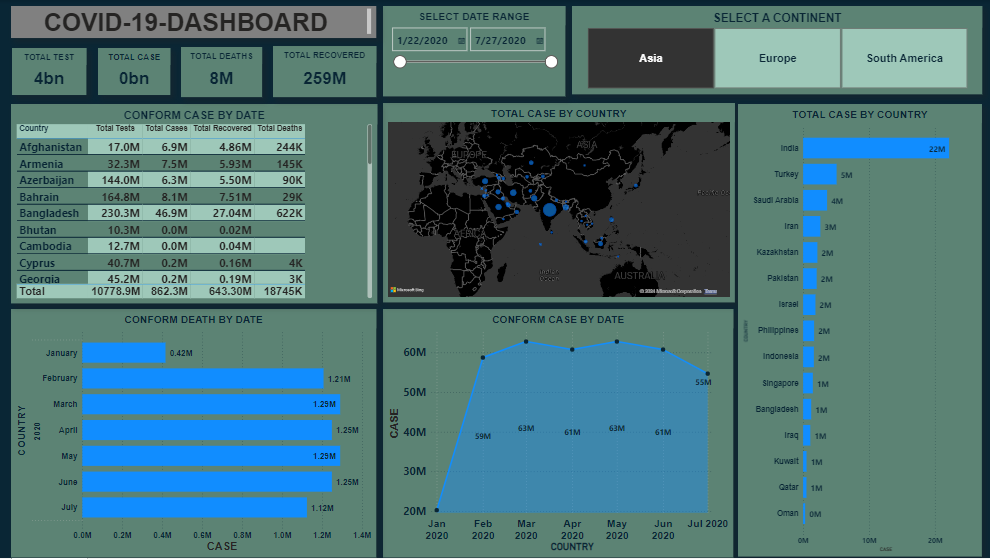 COVID-19-DASHBOARD
SELECT DATE RANGE
1/22/2020 7/27/2020
SELECT A CONTINENT
Asia Europe South America
TOTAL TEST
4bn
TOTAL CASE
0bn
TOTAL DEATHS
8M
TOTAL RECOVERED
259M
CONFORM CASE BY DATE
Country Total Tests Total Cases Total Recovered Total Deaths
Afghanistan 17.0M 6.9M 4.86M 244K
Armenia 32.3M 7.5M 5.93M 145K
Azerbaijan 144.0M 6.3M 5.50M 90K
Bahrain 164.8M 8.1M 7.51M 29K
Bangladesh 230.3M 46.9M 27.04M 622K
Bhutan 10.3M 0.0M 0.02M
Cambodia 12.7M 0.0M 0.04M
Cyprus 40.7M 0.2M 0.16M 4K
Georgia 45.2M 0.2M 0.19M 3K
Total 10778.9M 862.3M 643.30M 18745K
TOTAL CASE BY COUNTRY
EUROPE
ASIA
AFRICA
AUSTRALIA
Microsoft Bing
© 2024 Microsoft Corporation Terms
TOTAL CASE BY COUNTRY
COUNTRY
India 22M
Turkey 5M
Saudi Arabia 4M
Iran 3M
Kazakhstan 2M
Pakistan 2M
Israel 2M
Philippines 2M
Indonesia 2M
Singapore 1M
Bangladesh 1M
Iraq 1M
Kuwait 1M
Qatar 1M
Oman 0M
0M 10M 20M
CASE
CONFORM DEATH BY DATE
COUNTRY
2020
January 0.42M
February 1.21M
March 1.29M
April 1.25M
May 1.29M
June 1.25M
July 1.12M
0.0M 0.2M 0.4M 0.6M 0.8M 1.0M 1.2M 1.4M
CASE
CONFORM CASE BY DATE
CASE
60M
50M
40M
30M
20M
59M 63M 61M 63M 61M 55M
Jan 2020 Feb 2020 Mar 2020 Apr 2020 May 2020 Jun 2020 Jul 2020
COUNTRY